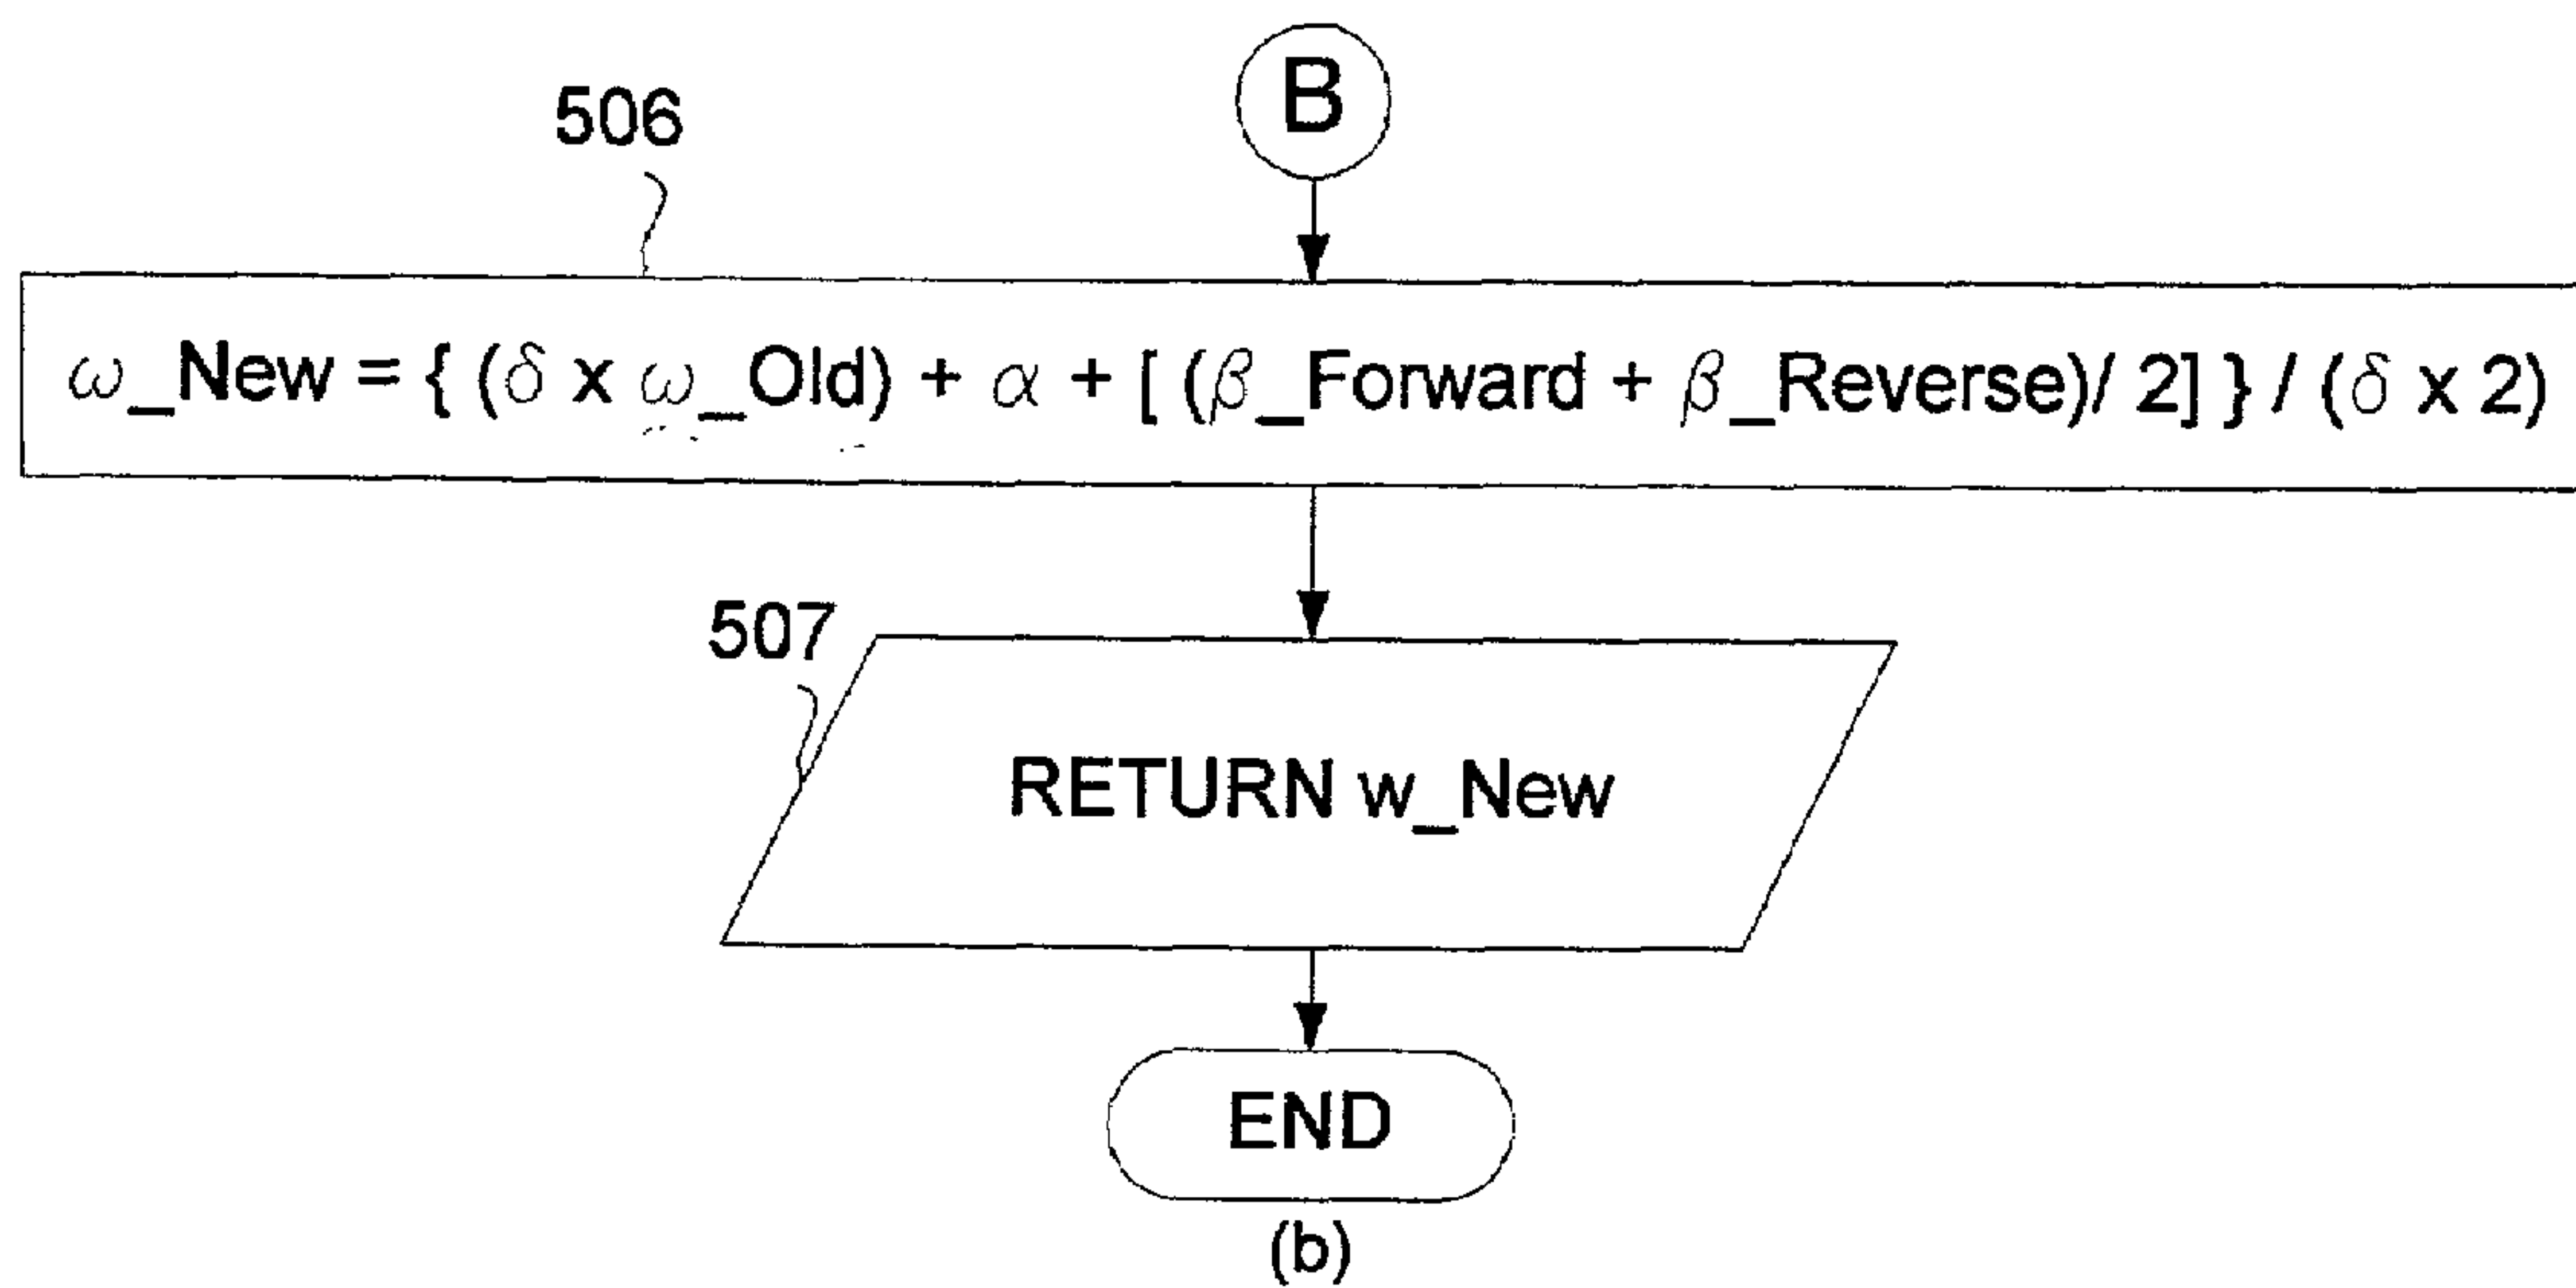 B
506
ω_New = { (δ x ω_Old) + α + [ (β_Forward + β_Reverse)/ 2] } / (δ x 2)
507
RETURN w_New
END
(b)